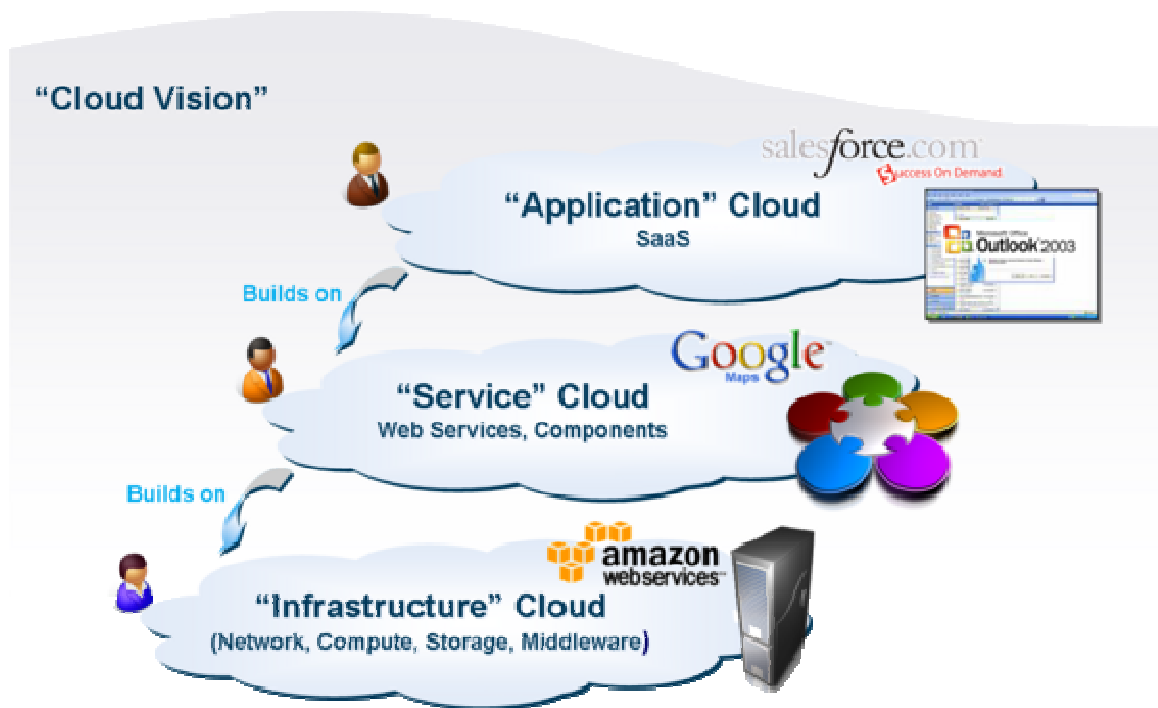 “Cloud Vision”
salesforce.com
Success On Demand
“Application” Cloud
SaaS
Microsoft Office
Outlook 2003
Builds on
Google
Maps
“Service” Cloud
Web Services, Components
Builds on
amazon
webservices™
“Infrastructure” Cloud
(Network, Compute, Storage, Middleware)